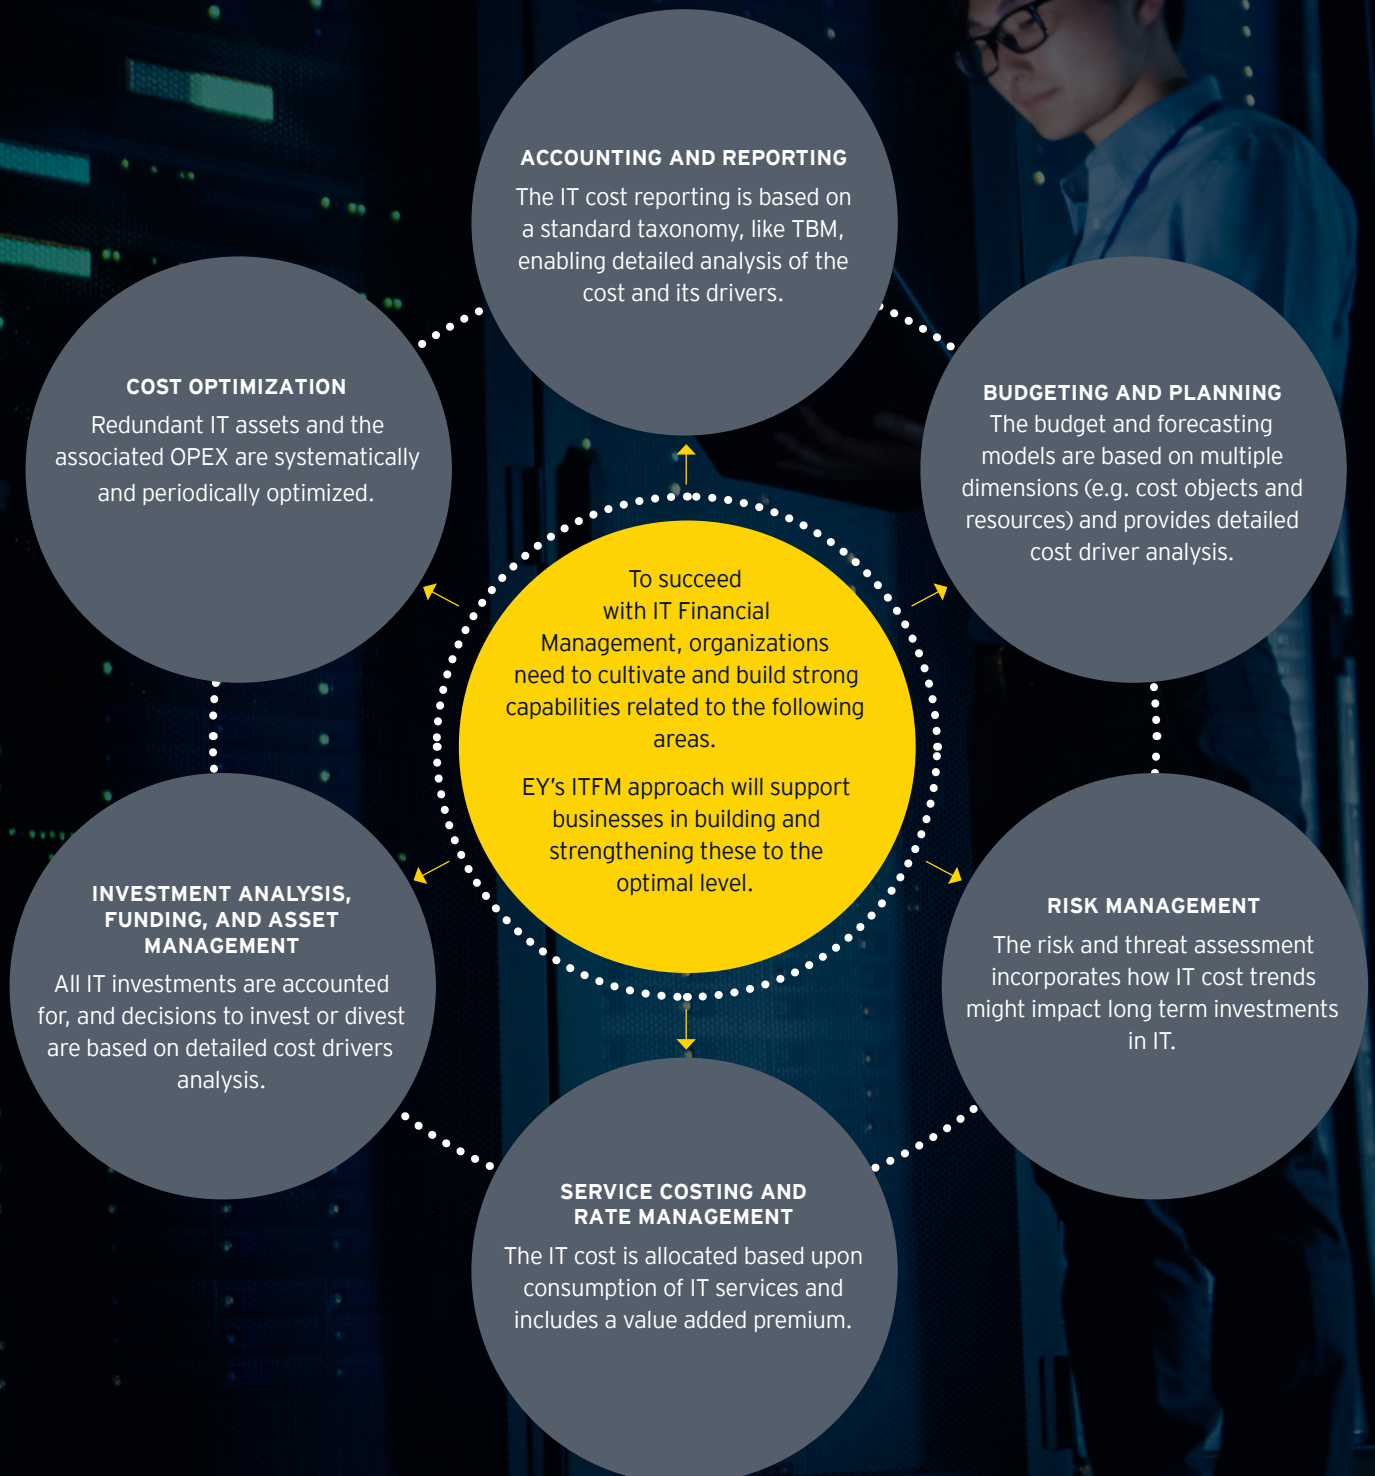 ACCOUNTING AND REPORTING
The IT cost reporting is based on
a standard taxonomy, like TBM,
enabling detailed analysis of the
cost and its drivers.
COST OPTIMIZATION
Redundant IT assets and the
associated OPEX are systematically
and periodically optimized.
BUDGETING AND PLANNING
The budget and forecasting
models are based on multiple
dimensions (e.g. cost objects and
resources) and provides detailed
cost driver analysis.
To succeed
with IT Financial
Management, organizations
need to cultivate and build strong
capabilities related to the following
areas.
EY’s ITFM approach will support
businesses in building and
strengthening these to the
optimal level.
INVESTMENT ANALYSIS,
FUNDING, AND ASSET
MANAGEMENT
All IT investments are accounted
for, and decisions to invest or divest
are based on detailed cost drivers
analysis.
RISK MANAGEMENT
The risk and threat assessment
incorporates how IT cost trends
might impact long term investments
in IT.
SERVICE COSTING AND
RATE MANAGEMENT
The IT cost is allocated based upon
consumption of IT services and
includes a value added premium.